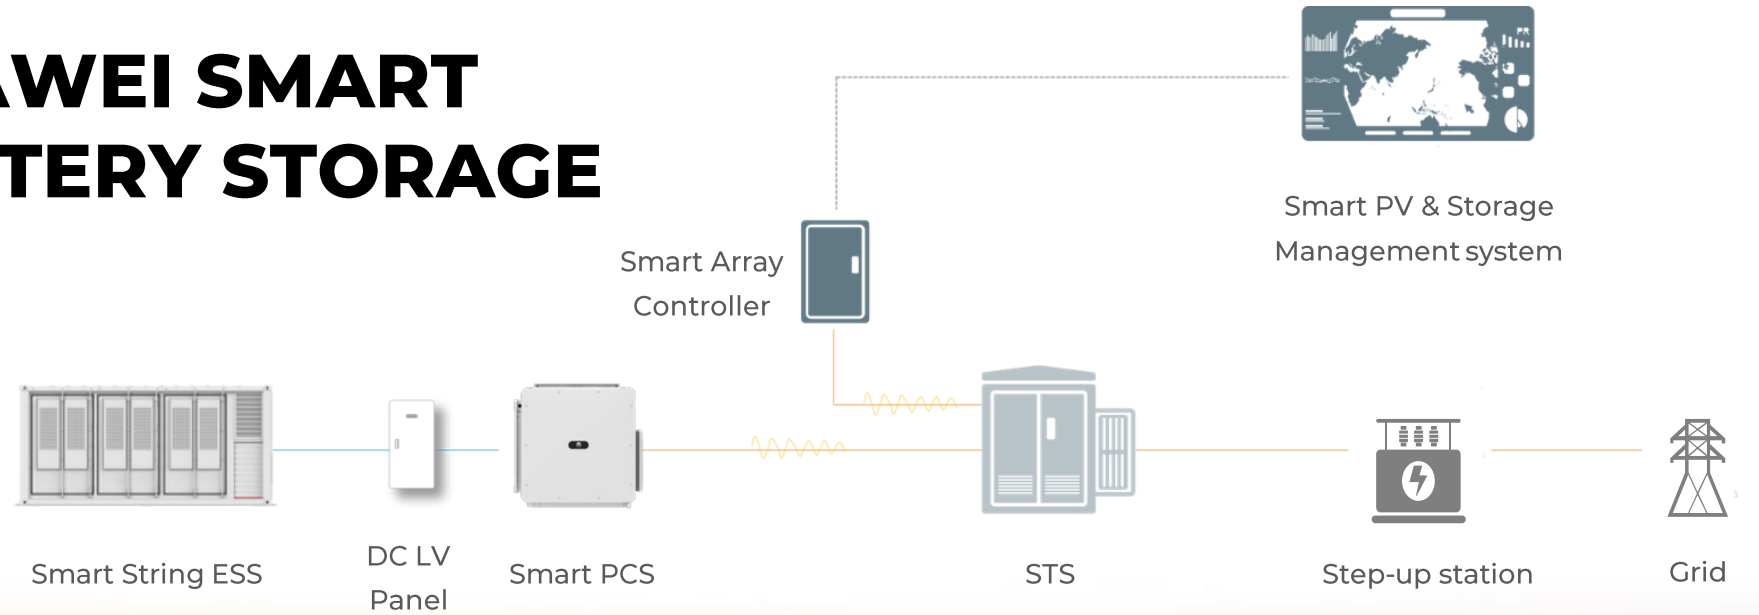 AWEI SMART
TERY STORAGE
Smart PV & Storage
Management system
Smart Array
Controller
Smart String ESS
DC LV
Panel
Smart PCS
STS
Step-up station
Grid